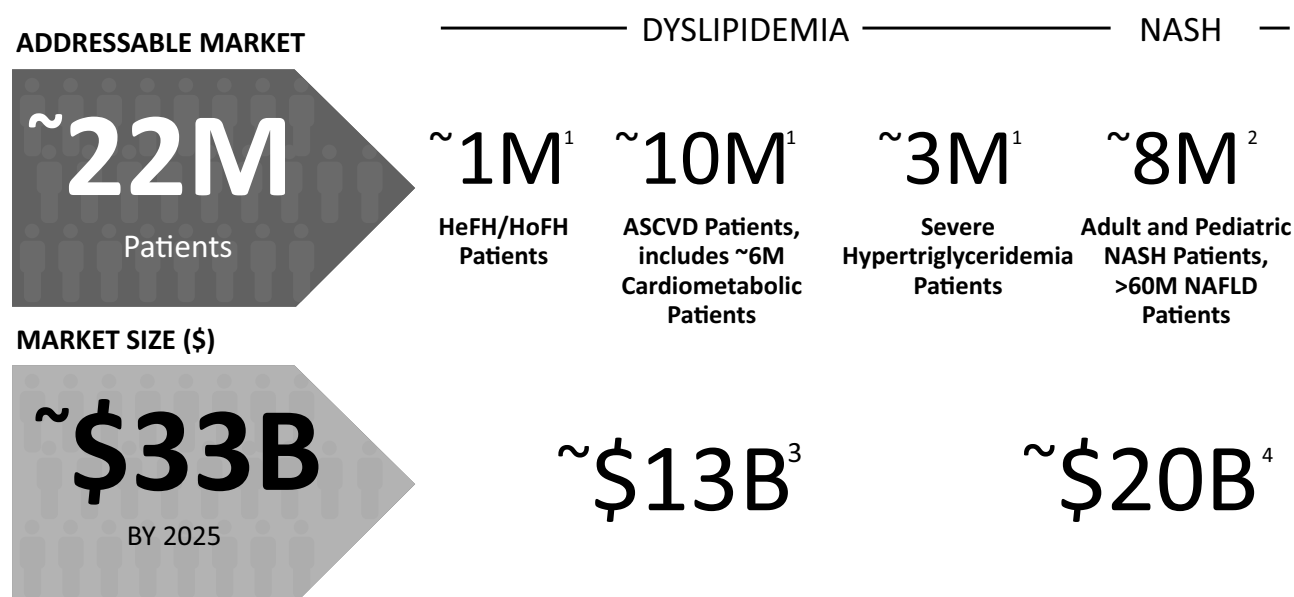 ADDRESSABLE MARKET
DYSLIPIDEMIA
NASH
~22M
Patients
~1M1
HeFH/HoFH
Patients
~10M1
ASCVD Patients,
includes ~6M
Cardiometabolic
Patients
~3M1
Severe
Hypertriglyceridemia
Patients
~8M2
Adult and Pediatric
NASH Patients,
>60M NAFLD
Patients
MARKET SIZE ($)
~$33B
BY 2025
~$13B3
~$20B4